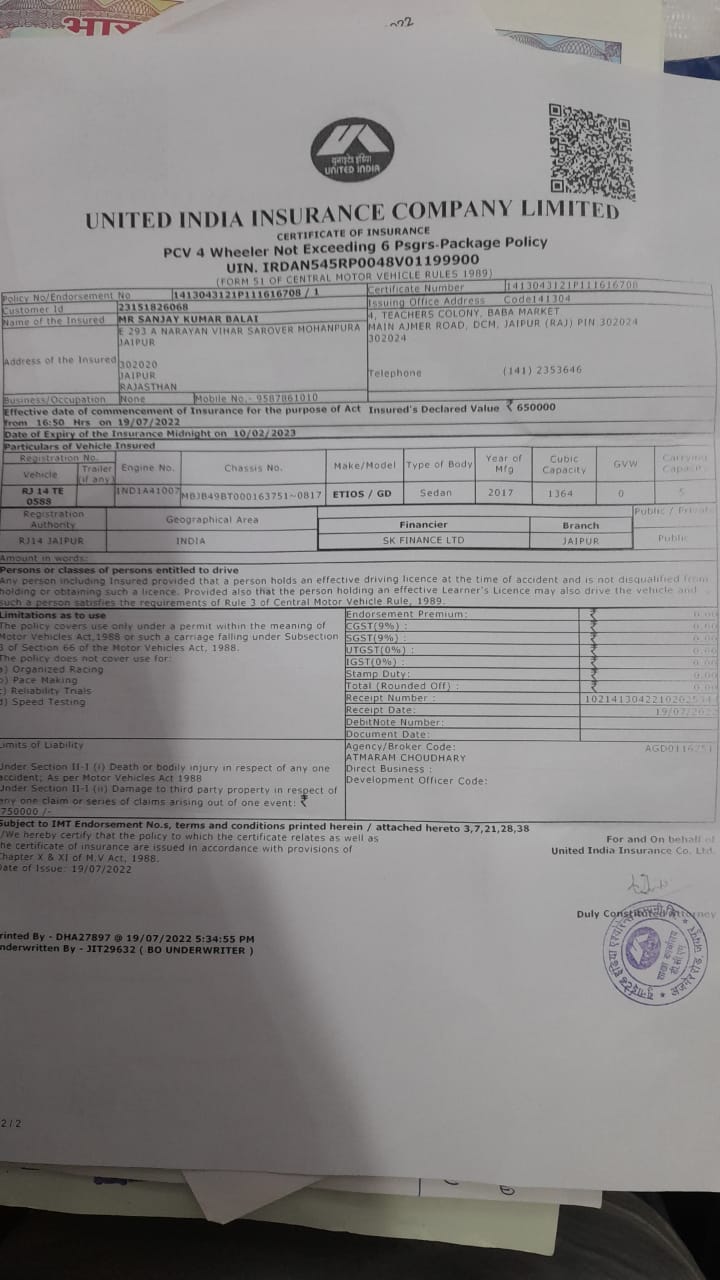 भार
022
युनाइटेड इंडिया
UNITED INDIA
UNITED INDIA INSURANCE COMPANY LIMITED
CERTIFICATE OF INSURANCE
PCV 4 Wheeler Not Exceeding 6 Psgrs-Package Policy
UIN. IRDAN545RP0048V01199900
(FORM 51 OF CENTRAL MOTOR VEHICLE RULES 1989)
Policy No/Endorsement No 1413043121P111616708 / 1 Certificate Number 1413043121P111616708
Customer Id 23151826068 Issuing Office Address Code141304
Name of the Insured MR SANJAY KUMAR BALAI 4, TEACHERS COLONY, BABA MARKET
Address of the Insured E 293 A NARAYAN VIHAR SAROVER MOHANPURA MAIN AJMER ROAD, DCM, JAIPUR (RAJ) PIN 302024
JAIPUR 302024
302020
JAIPUR Telephone (141) 2353646
RAJASTHAN
Business/Occupation None Mobile No.- 9587861010
Effective date of commencement of Insurance for the purpose of Act Insured's Declared Value ₹ 650000
from 16:50 Hrs on 19/07/2022
Date of Expiry of the Insurance Midnight on 10/02/2023
Particulars of Vehicle Insured
Registration No. Engine No. Chassis No. Make/Model Type of Body Year of Mfg Cubic Capacity GVW Carrying Capacity
Vehicle Trailer (if any)
RJ 14 TE 0588 IND1A41007 MBJB49BT000163751~0817 ETIOS / GD Sedan 2017 1364 0 5
Registration Authority Geographical Area Financier Branch Public / Private
RJ14 JAIPUR INDIA SK FINANCE LTD JAIPUR Public
Amount in words:
Persons or classes of persons entitled to drive
Any person including Insured provided that a person holds an effective driving licence at the time of accident and is not disqualified from
holding or obtaining such a licence. Provided also that the person holding an effective Learner's Licence may also drive the vehicle and
such a person satisfies the requirements of Rule 3 of Central Motor Vehicle Rule, 1989.
Limitations as to use
The policy covers use only under a permit within the meaning of
Motor Vehicles Act,1988 or such a carriage falling under Subsection
3 of Section 66 of the Motor Vehicles Act, 1988.
The policy does not cover use for:
a) Organized Racing
b) Pace Making
c) Reliability Trials
d) Speed Testing
Endorsement Premium: ₹ 0.00
CGST(9%) : ₹ 0.00
SGST(9%) : ₹ 0.00
UTGST(0%) : ₹ 0.00
IGST(0%) : ₹ 0.00
Stamp Duty: ₹ 0.00
Total (Rounded Off) : ₹ 0.00
Receipt Number :
Receipt Date: 19/07/2022
DebitNote Number:
Document Date:
Limits of Liability
Under Section II-1 (i) Death or bodily injury in respect of any one
accident; As per Motor Vehicles Act 1988
Under Section II-1 (ii) Damage to third party property in respect of
any one claim or series of claims arising out of one event: ₹
750000 /-
Agency/Broker Code: AGD0116751
ATMARAM CHOUDHARY
Direct Business :
Development Officer Code:
Subject to IMT Endorsement No.s, terms and conditions printed herein / attached hereto 3,7,21,28,38
/We hereby certify that the policy to which the certificate relates as well as
the certificate of insurance are issued in accordance with provisions of
Chapter X & XI of M.V Act, 1988.
Date of Issue: 19/07/2022
For and On behalf of
United India Insurance Co. Ltd.
Duly Constituted Attorney
rinted By - DHA27897 @ 19/07/2022 5:34:55 PM
nderwritten By - JIT29632 ( BO UNDERWRITER )
2 / 2